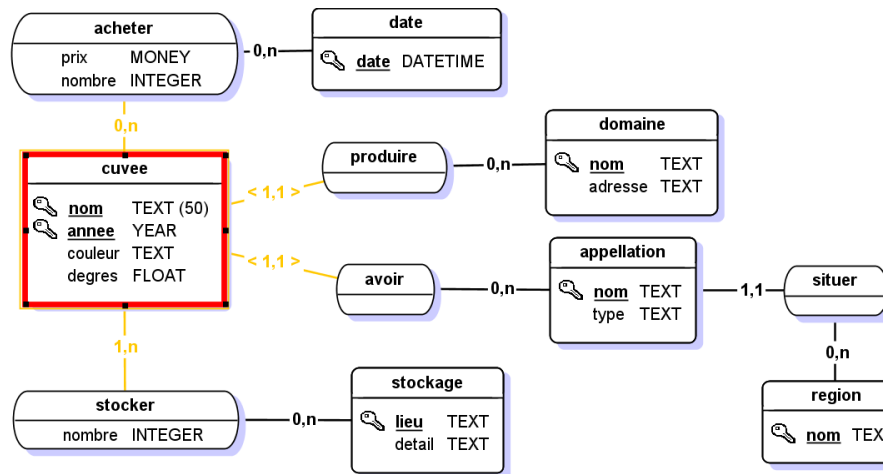 acheter
prix MONEY
nombre INTEGER
0,n
date
date DATETIME
0,n
cuvee
nom TEXT (50)
annee YEAR
couleur TEXT
degres FLOAT
< 1,1 >
produire
0,n
domaine
nom TEXT
adresse TEXT
< 1,1 >
avoir
0,n
appellation
nom TEXT
type TEXT
1,1
situer
0,n
region
nom TEX
1,n
stocker
nombre INTEGER
0,n
stockage
lieu TEXT
detail TEXT